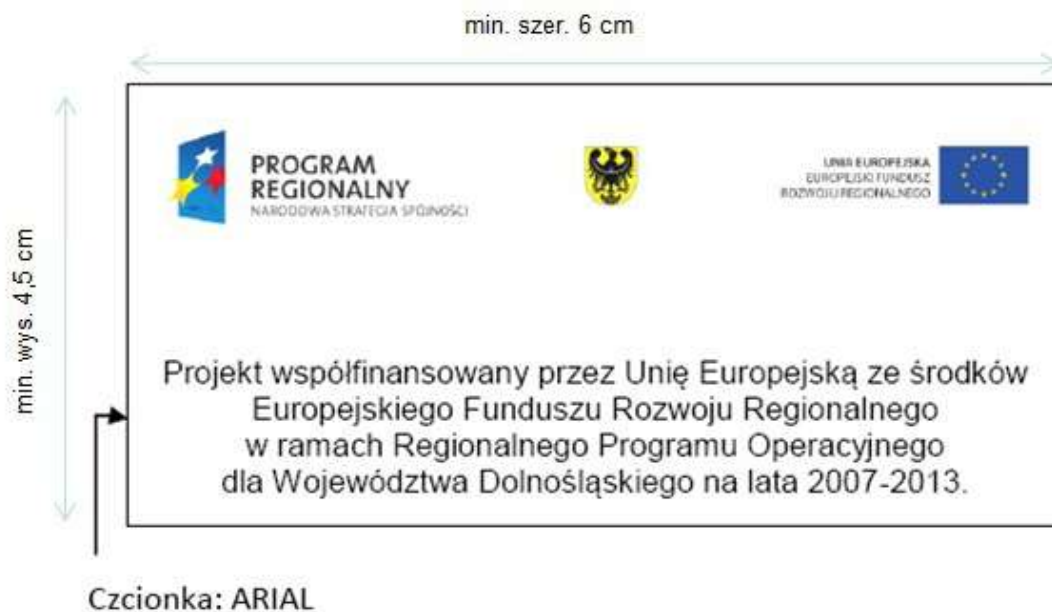 min. szer. 6 cm
min. wys. 4,5 cm
PROGRAM
REGIONALNY
NARODOWA STRATEGIA SPÓJNOŚCI
UNIA EUROPEJSKA
EUROPEJSKI FUNDUSZ
ROZWOJU REGIONALNEGO
Projekt współfinansowany przez Unię Europejską ze środków
Europejskiego Funduszu Rozwoju Regionalnego
w ramach Regionalnego Programu Operacyjnego
dla Województwa Dolnośląskiego na lata 2007-2013.
Czcionka: ARIAL